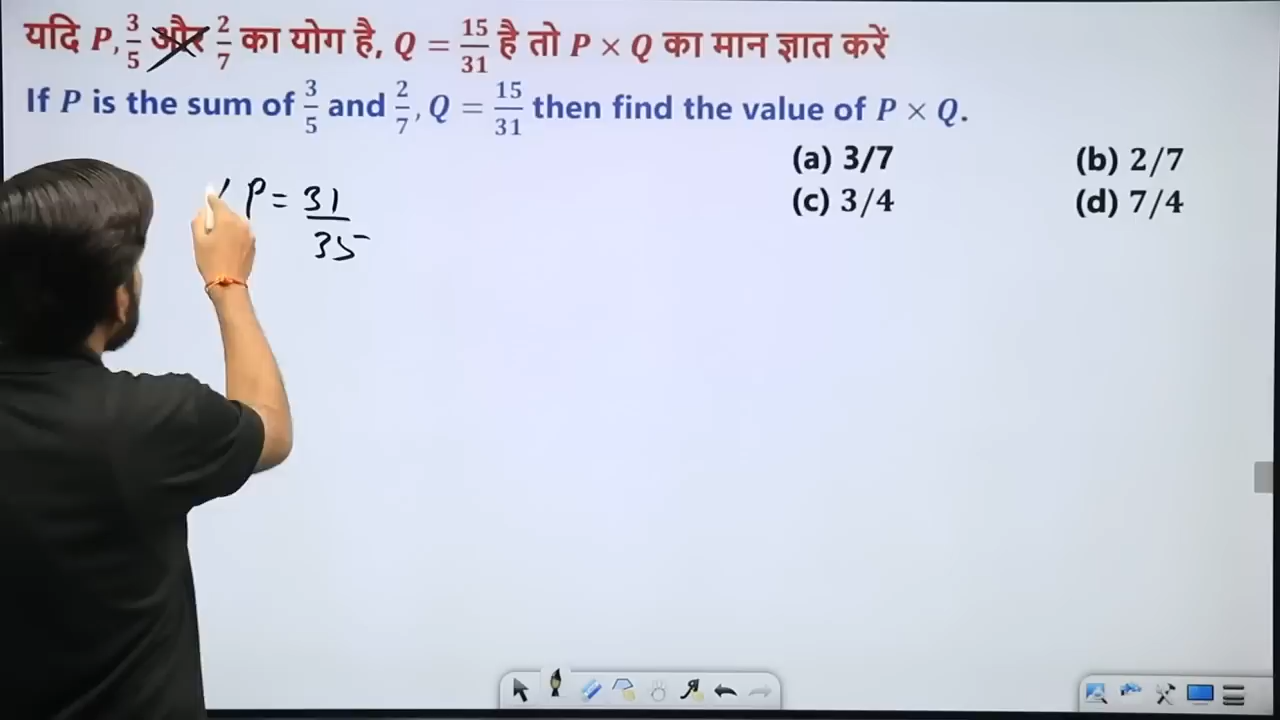 यदि P, 3/5 और 2/7 का योग है, Q = 15/31 है तो P × Q का मान ज्ञात करें
If P is the sum of 3/5 and 2/7, Q = 15/31 then find the value of P × Q.
(a) 3/7 (b) 2/7
(c) 3/4 (d) 7/4
P = 31/35